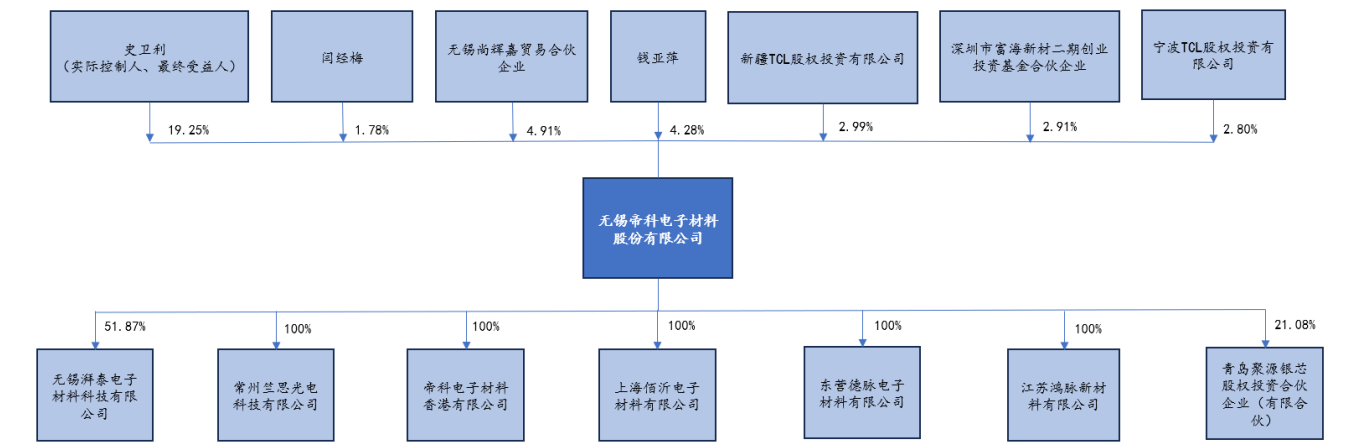 史卫利
（实际控制人、最终受益人）
闫经梅
无锡尚辉嘉贸易合伙
企业
钱亚萍
新疆TCL股权投资有限公司
深圳市富海新材二期创业
投资基金合伙企业
宁波TCL股权投资有
限公司
19.25%
1.78%
4.91%
4.28%
2.99%
2.91%
2.80%
无锡帝科电子材料
股份有限公司
51.87%
100%
100%
100%
100%
100%
21.08%
无锡湃泰电子
材料科技有限
公司
常州竺思光电
科技有限公司
帝科电子材料
香港有限公司
上海佰沂电子
材料有限公司
东营德脉电子
材料有限公司
江苏鸿脉新材
料有限公司
青岛聚源银芯
股权投资合伙
企业（有限合
伙）